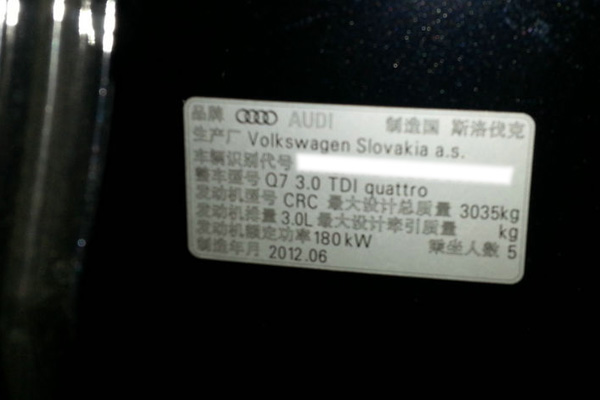 品牌 AUDI 制造国 斯洛伐克
生产厂 Volkswagen Slovakia a.s.
车辆识别代号
整车型号 Q7 3.0 TDI quattro
发动机型号 CRC 最大设计总质量 3035kg
发动机排量 3.0L 最大设计牵引质量 kg
发动机额定功率 180kW 乘坐人数 5
制造年月 2012.06